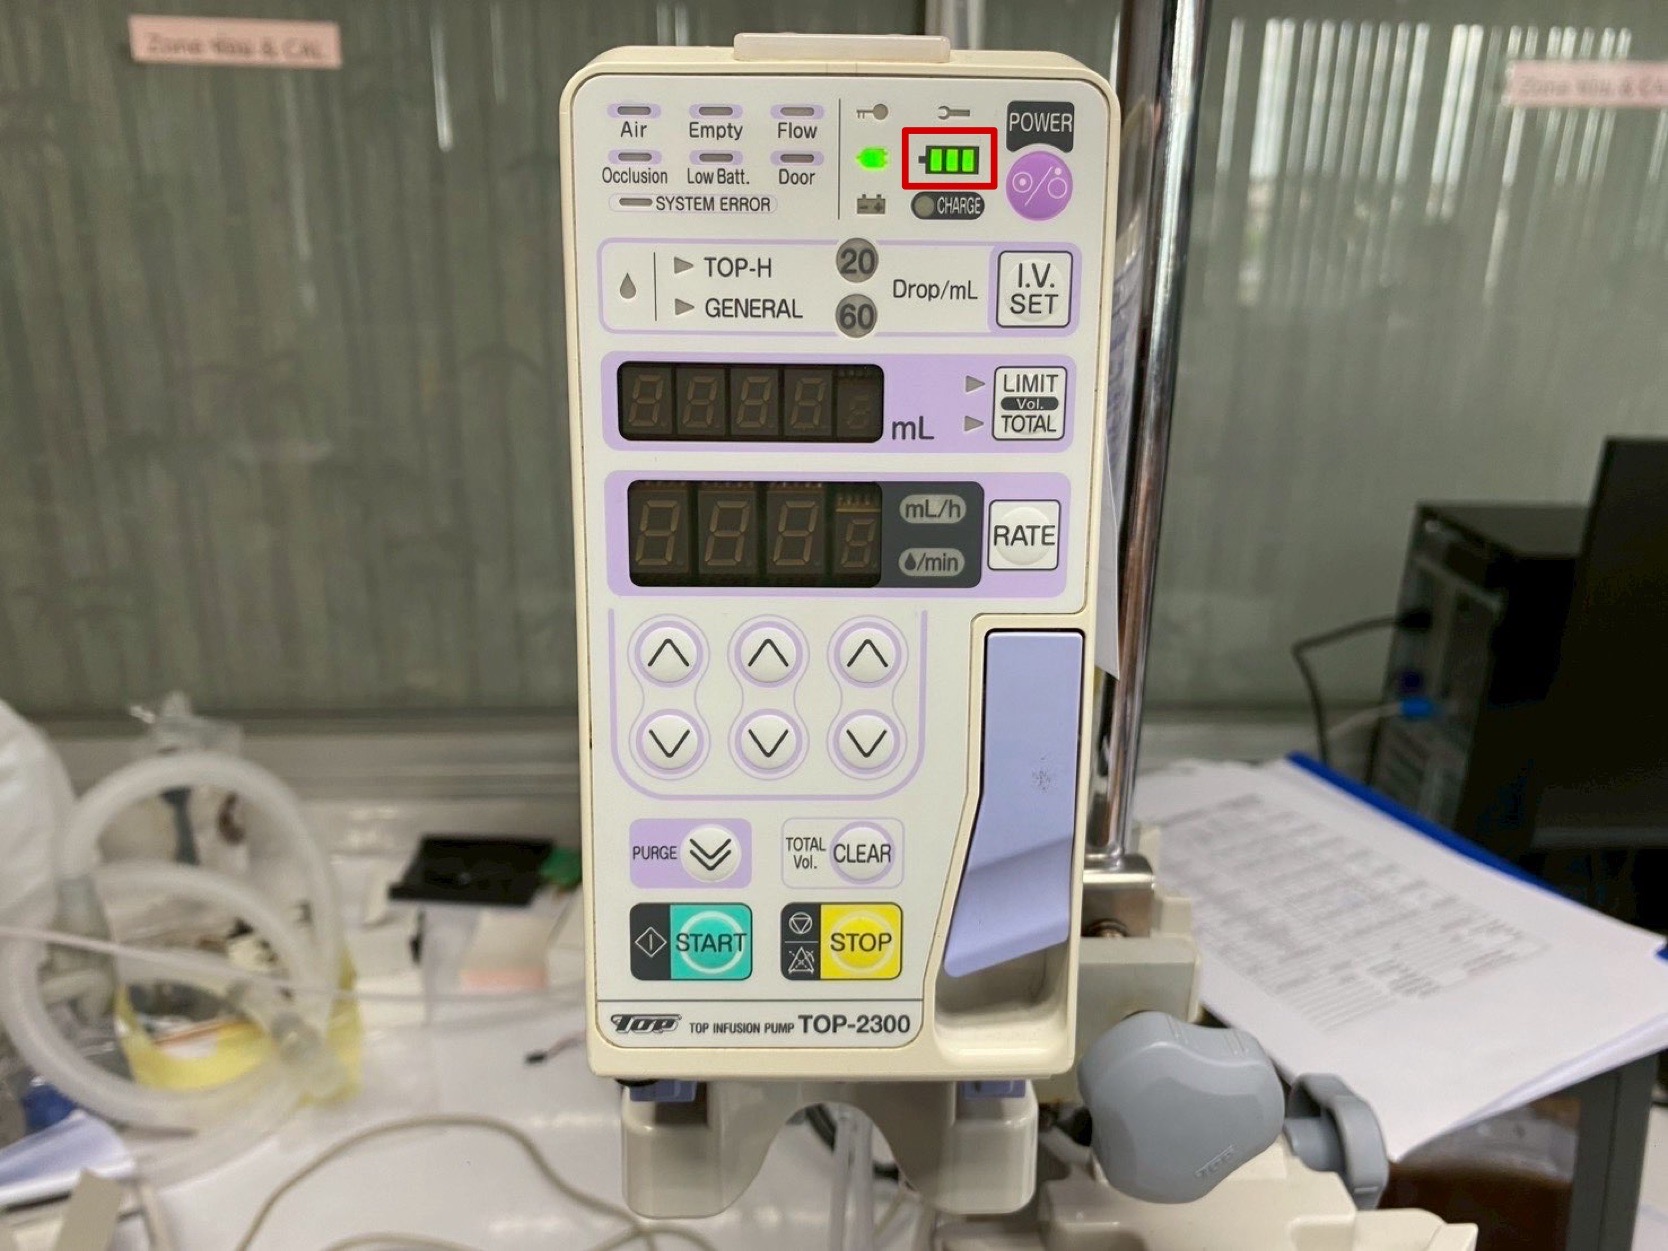 Air
Empty
Flow
POWER
Occlusion
Low Batt.
Door
SYSTEM ERROR
CHARGE
TOP-H
GENERAL
20
60
Drop/mL
I.V.
SET
mL
LIMIT
Vol.
TOTAL
mL/h
/min
RATE
PURGE
TOTAL
Vol.
CLEAR
START
STOP
TOP
TOP INFUSION PUMP TOP-2300